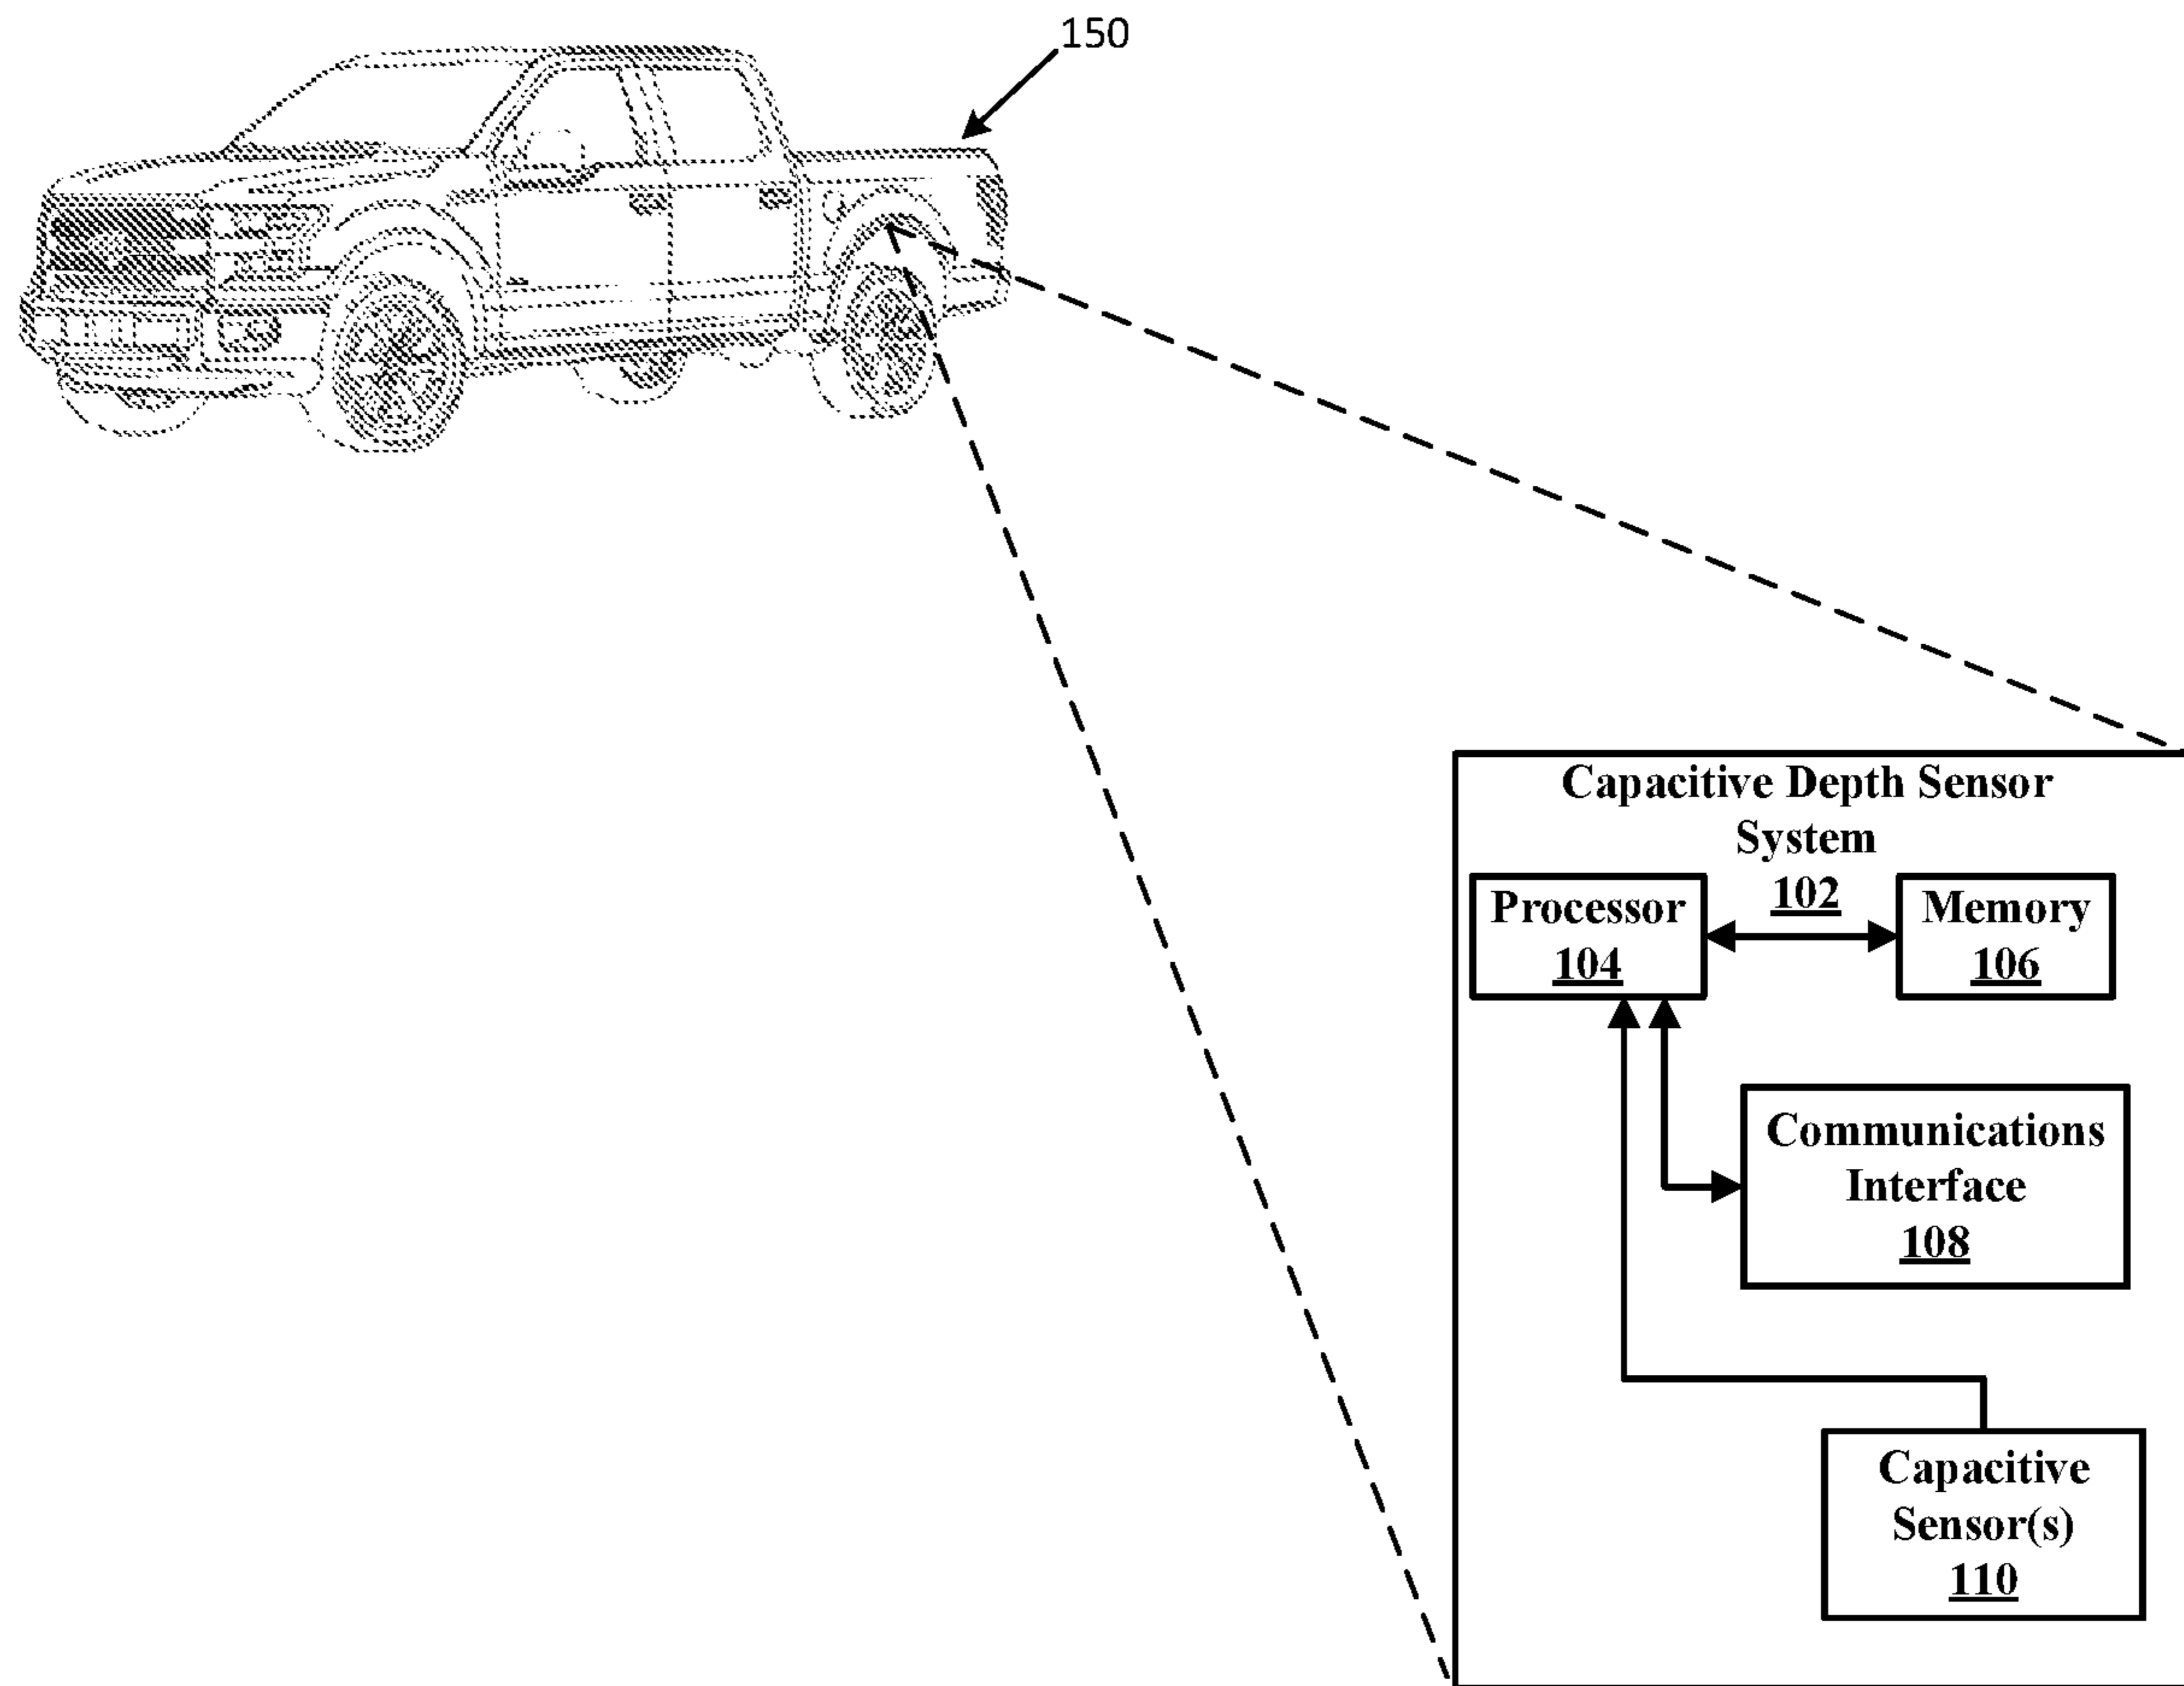 150
Capacitive Depth Sensor
System
102
Processor
104
Memory
106
Communications
Interface
108
Capacitive
Sensor(s)
110